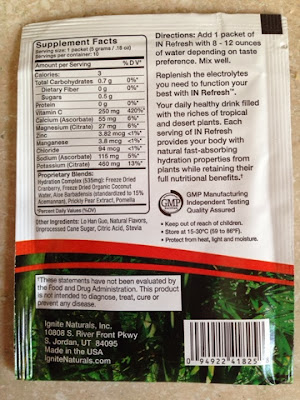 Supplement Facts
Serving size: 1 packet (5 grams / .18 oz)
Servings per container: 10
Amount per Serving % D V*
Calories: 3
Total Carbohydrates 0.7 g 0%*
Dietary Fiber 0 g 0%*
Sugars 0.5 g
Protein 0 g 0%*
Vitamin C 250 mg 420%*
Calcium (Ascorbate) 55 mg 6%*
Magnesium (Citrate) 27 mg 6%*
Zinc 3.82 mcg <1%*
Manganese 3.8 mcg <1%*
Chloride 94 mcg <1%*
Sodium (Ascorbate) 115 mg 5%*
Potassium (Citrate) 460 mg 13%*
Proprietary Blends:
Hydration Complex (535mg): Freeze Dried
Cranberry, Freeze Dried Organic Coconut
Water, Aloe Barbadensis (standardized to 15%
Acemannan), Prickly Pear Extract, Pomella
*Percent Daily Values (%DV)
Other Ingredients: Lo Han Guo, Natural Flavors,
Unprocessed Cane Sugar, Citric Acid, Stevia
*These statements have not been evaluated by
the Food and Drug Administration. This product
is not intended to diagnose, treat, cure or
prevent any disease.
Ignite Naturals, Inc.
10808 S. River Front Pkwy
S. Jordan, UT 84095
Made in the USA
IgniteNaturals.com
Directions: Add 1 packet of
IN Refresh with 8 - 12 ounces
of water depending on taste
preference. Mix well.
Replenish the electrolytes
you need to function your
best with IN Refresh™.
Your daily healthy drink filled
with the riches of tropical
and desert plants. Each
serving of IN Refresh
provides your body with
natural fast-absorbing
hydration properties from
plants while retaining their
full nutritional benefits.*
GMP
GMP Manufacturing
Independent Testing
Quality Assured
• Keep out of reach of children.
• Store at 15-30°C (59 to 86°F).
• Protect from heat, light and moisture.
0 94922 41825